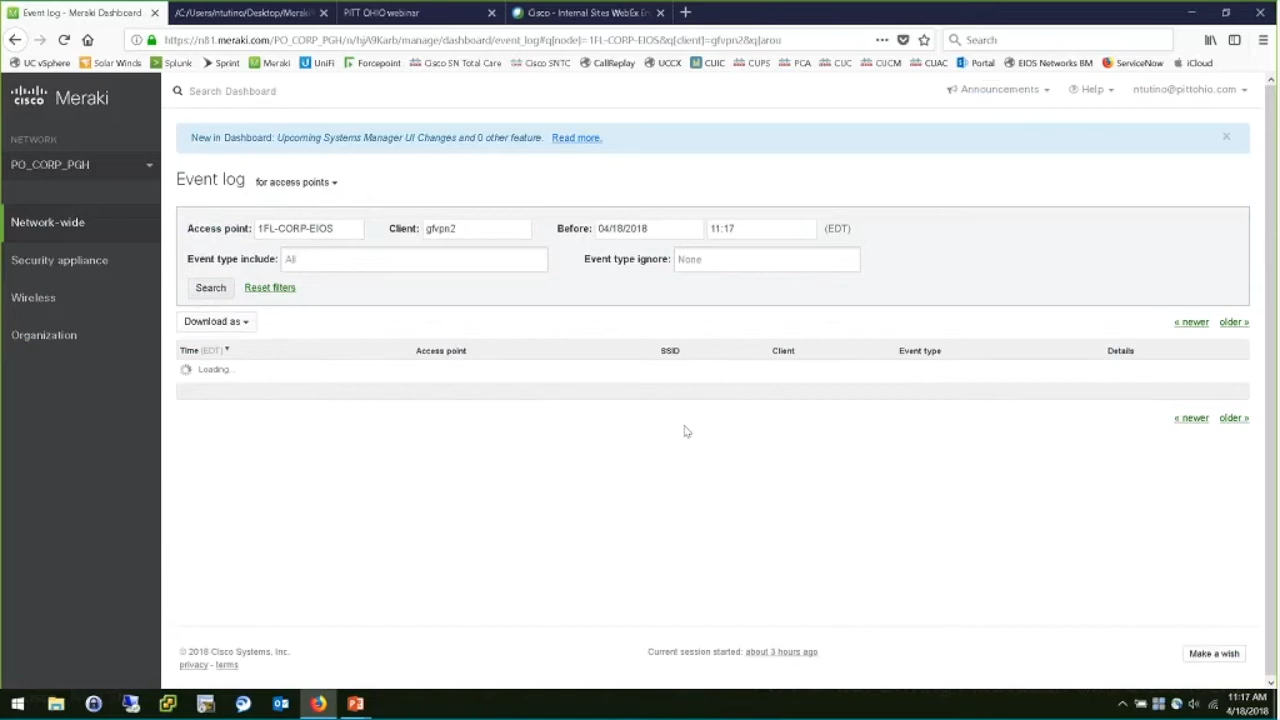 Event log - Meraki Dashboard
/C:/Users/ntutino/Desktop/Meraki
PITT OHIO webinar
Cisco - Internal Sites WebEx En
https://n81.meraki.com/PO_CORP_PGH/n/hjA9Karb/manage/dashboard/event_log#q[node]=1FL-CORP-EIOS&q[client]=gfvpn2&q[arou
Search
UC vSphere Solar Winds Splunk Sprint Meraki UniFi Forcepoint Cisco SN Total Care Cisco SNTC CallReplay UCCX CUIC CUPS PCA CUC CUCM CUAC Portal EIOS Networks BM ServiceNow iCloud
CISCO Meraki
Search Dashboard
Announcements Help ntutino@pittohio.com
NETWORK
PO_CORP_PGH
Network-wide
Security appliance
Wireless
Organization
New in Dashboard: Upcoming Systems Manager UI Changes and 0 other feature. Read more.
Event log for access points
Access point: 1FL-CORP-EIOS Client: gfvpn2 Before: 04/18/2018 11:17 (EDT)
Event type include: All Event type ignore: None
Search Reset filters
Download as « newer older »
Time (EDT) Access point SSID Client Event type Details
Loading...
« newer older »
© 2018 Cisco Systems, Inc.
privacy - terms
Current session started: about 3 hours ago
Make a wish
11:17 AM
4/18/2018